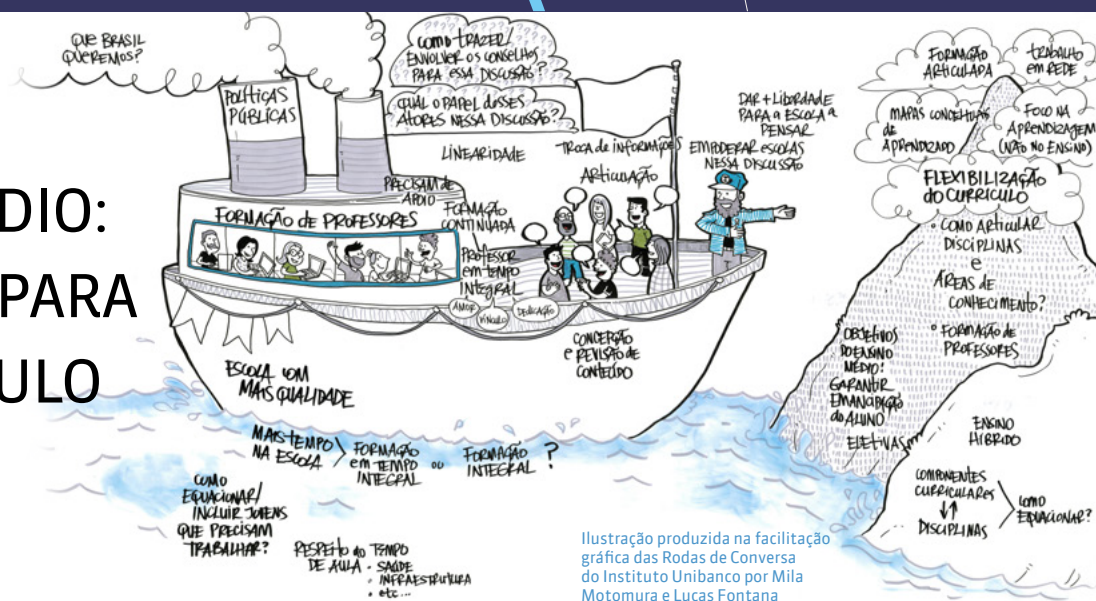 DIO:
PARA
ULO
QUE BRASIL
QUEREMOS?
POLÍTICAS
PÚBLICAS
COMO TRAZER/
ENVOLVER OS CONSELHOS
PARA ESSA DISCUSSÃO?
QUAL O PAPEL DESSES
ATORES NESSA DISCUSSÃO?
LINEARIDADE
TROCA de INFORMAÇÕES
ARTICULAÇÃO
DAR + LIBERDADE
PARA A ESCOLA
PENSAR
EMPODERAR ESCOLAS
NESSA DISCUSSÃO
PRECISAM de
APOIO
FORMAÇÃO de PROFESSORES
FORMAÇÃO
CONTINUADA
PROFESSOR
em TEMPO
INTEGRAL
AMOR
VÍNCULO
DEDICAÇÃO
CONCEPÇÃO
e REVISÃO de
CONTEÚDO
ESCOLA COM
MAIS QUALIDADE
MAIS TEMPO
NA ESCOLA
FORMAÇÃO
em TEMPO
INTEGRAL
OU
FORMAÇÃO
INTEGRAL
?
COMO
EQUACIONAR/
INCLUIR JOVENS
QUE PRECISAM
TRABALHAR?
RESPEITO ao TEMPO
DE AULA • SAÚDE
• INFRAESTRUTURA
• etc...
FORMAÇÃO
ARTICULADA
TRABALHO
em REDE
MAPAS CONCEITUAIS
de
APRENDIZADO
FOCO NA
APRENDIZAGEM
(NÃO NO ENSINO)
FLEXIBILIZAÇÃO
do CURRÍCULO
• COMO ARTICULAR
DISCIPLINAS
e
ÁREAS de
CONHECIMENTO?
• FORMAÇÃO de
PROFESSORES
OBJETIVOS
DO ENSINO
MÉDIO:
GARANTIR
EMANCIPAÇÃO
do ALUNO
ELETIVAS
ENSINO
HÍBRIDO
COMPONENTES
CURRICULARES
DISCIPLINAS
COMO
EQUACIONAR?
Ilustração produzida na facilitação
gráfica das Rodas de Conversa
do Instituto Unibanco por Mila
Motomura e Lucas Fontana